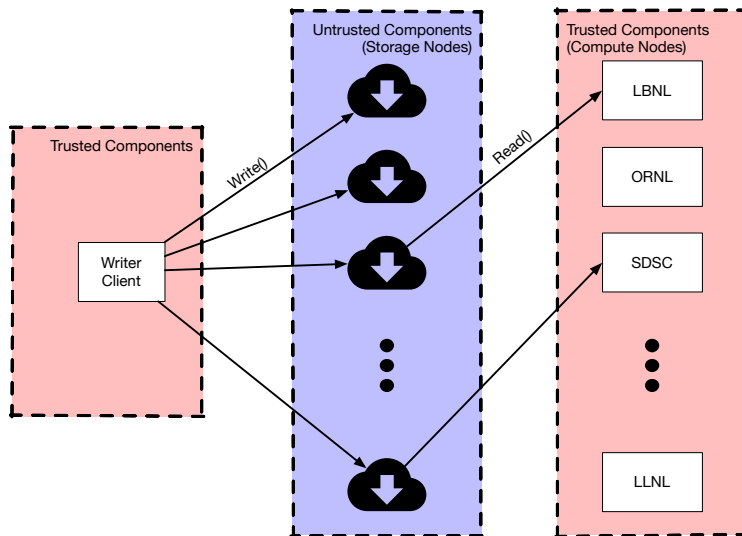 Untrusted Components
(Storage Nodes)
Trusted Components
(Compute Nodes)
LBNL
Trusted Components
Write()
Read()
ORNL
Writer
Client
SDSC
LLNL